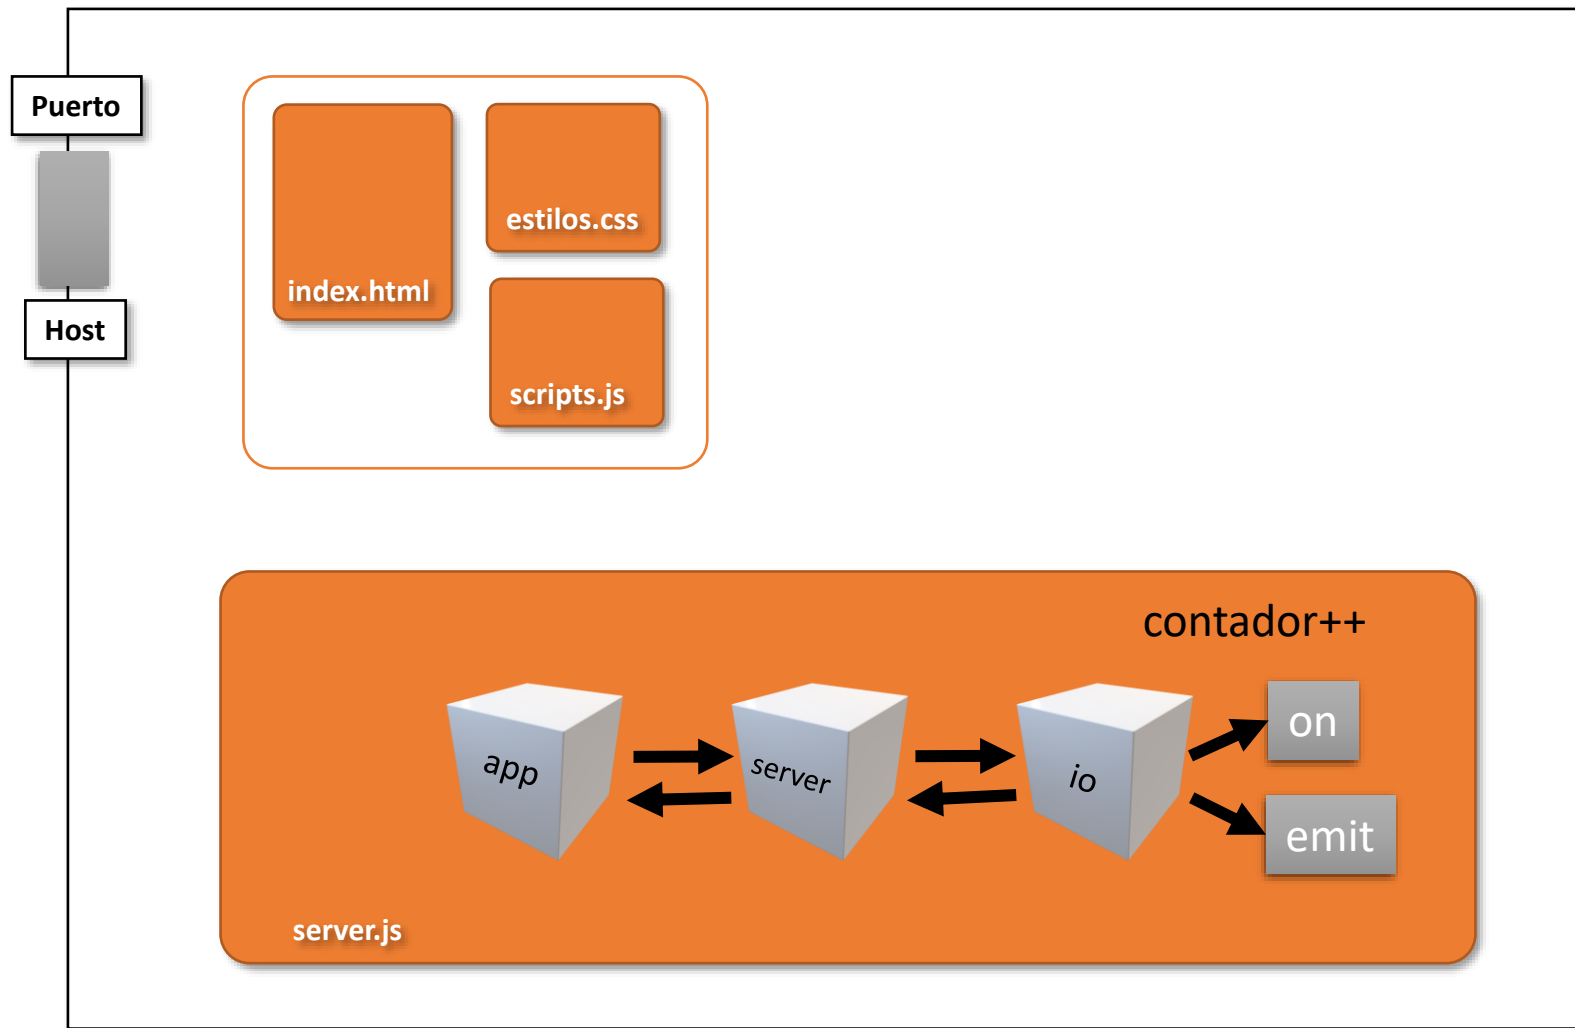 Puerto
Host
index.html
estilos.css
scripts.js
contador++
app
server
io
on
emit
server.js